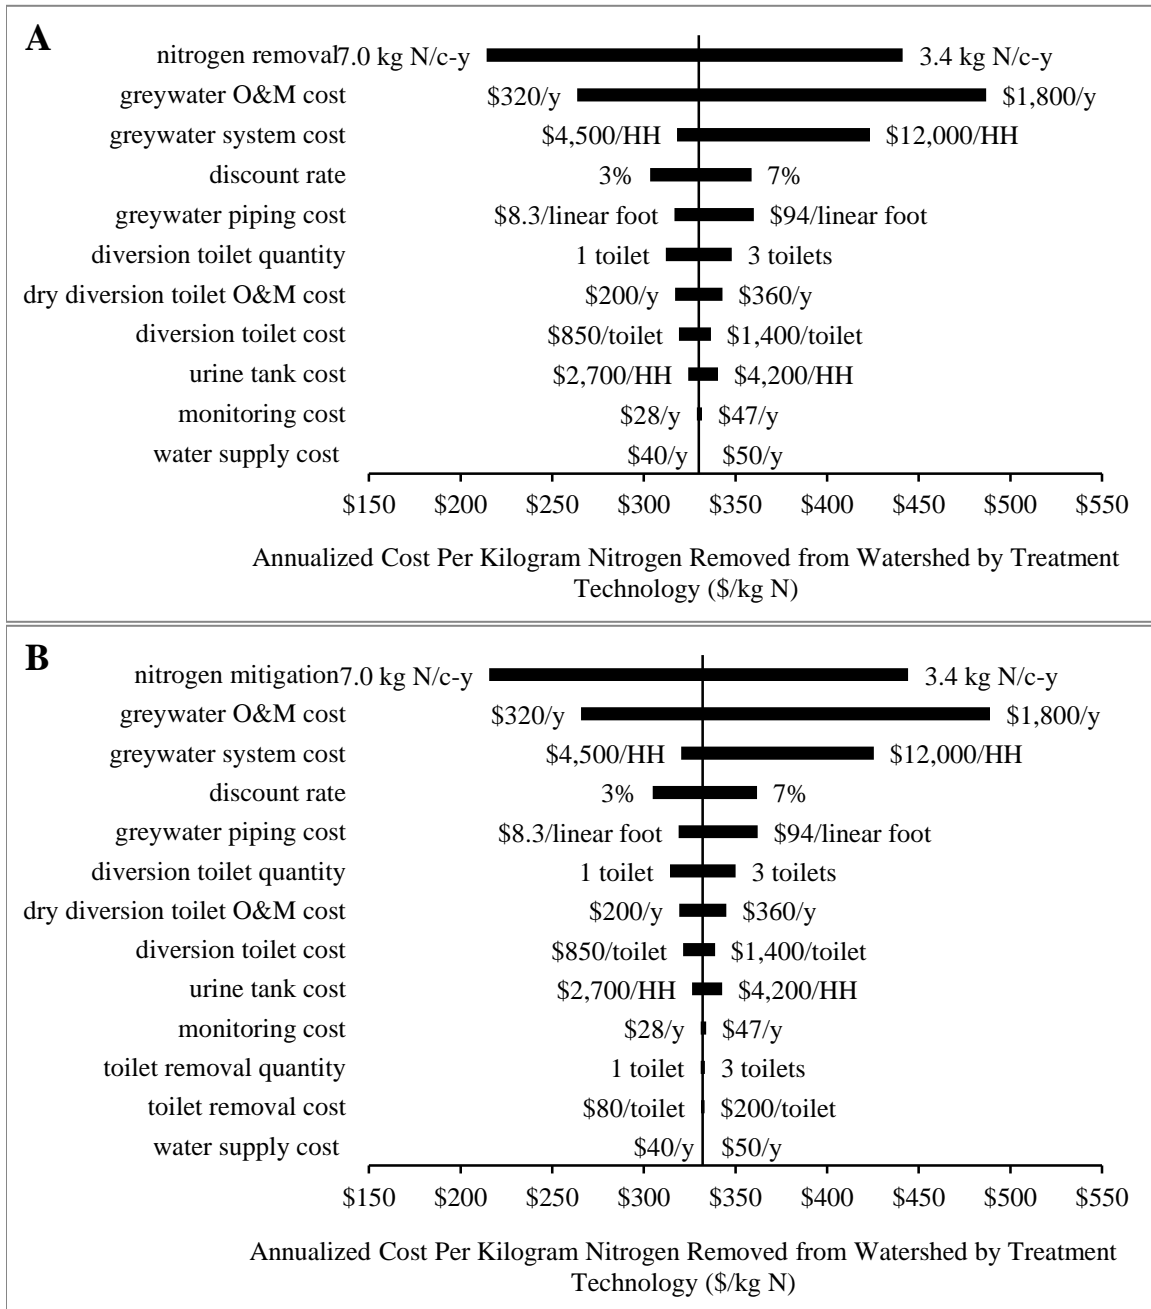 A
nitrogen removal 7.0 kg N/c-y 3.4 kg N/c-y
greywater O&M cost $320/y $1,800/y
greywater system cost $4,500/HH $12,000/HH
discount rate 3% 7%
greywater piping cost $8.3/linear foot $94/linear foot
diversion toilet quantity 1 toilet 3 toilets
dry diversion toilet O&M cost $200/y $360/y
diversion toilet cost $850/toilet $1,400/toilet
urine tank cost $2,700/HH $4,200/HH
monitoring cost $28/y $47/y
water supply cost $40/y $50/y
$150 $200 $250 $300 $350 $400 $450 $500 $550
Annualized Cost Per Kilogram Nitrogen Removed from Watershed by Treatment
Technology ($/kg N)
B
nitrogen mitigation 7.0 kg N/c-y 3.4 kg N/c-y
greywater O&M cost $320/y $1,800/y
greywater system cost $4,500/HH $12,000/HH
discount rate 3% 7%
greywater piping cost $8.3/linear foot $94/linear foot
diversion toilet quantity 1 toilet 3 toilets
dry diversion toilet O&M cost $200/y $360/y
diversion toilet cost $850/toilet $1,400/toilet
urine tank cost $2,700/HH $4,200/HH
monitoring cost $28/y $47/y
toilet removal quantity 1 toilet 3 toilets
toilet removal cost $80/toilet $200/toilet
water supply cost $40/y $50/y
$150 $200 $250 $300 $350 $400 $450 $500 $550
Annualized Cost Per Kilogram Nitrogen Removed from Watershed by Treatment
Technology ($/kg N)